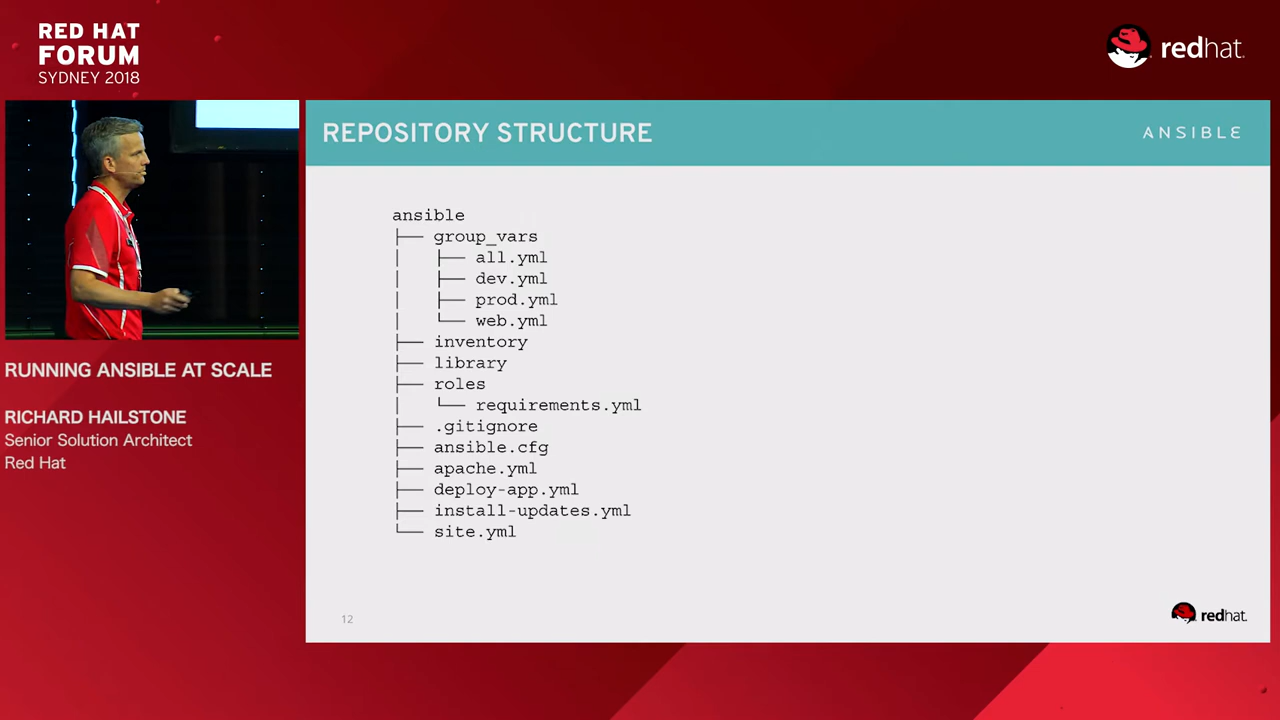 RED HAT
FORUM
SYDNEY 2018
redhat.
REPOSITORY STRUCTURE
ANSIBLE
ansible
├── group_vars
│   ├── all.yml
│   ├── dev.yml
│   ├── prod.yml
│   └── web.yml
├── inventory
├── library
├── roles
│   └── requirements.yml
├── .gitignore
├── ansible.cfg
├── apache.yml
├── deploy-app.yml
├── install-updates.yml
└── site.yml
12
redhat.
RUNNING ANSIBLE AT SCALE
RICHARD HAILSTONE
Senior Solution Architect
Red Hat